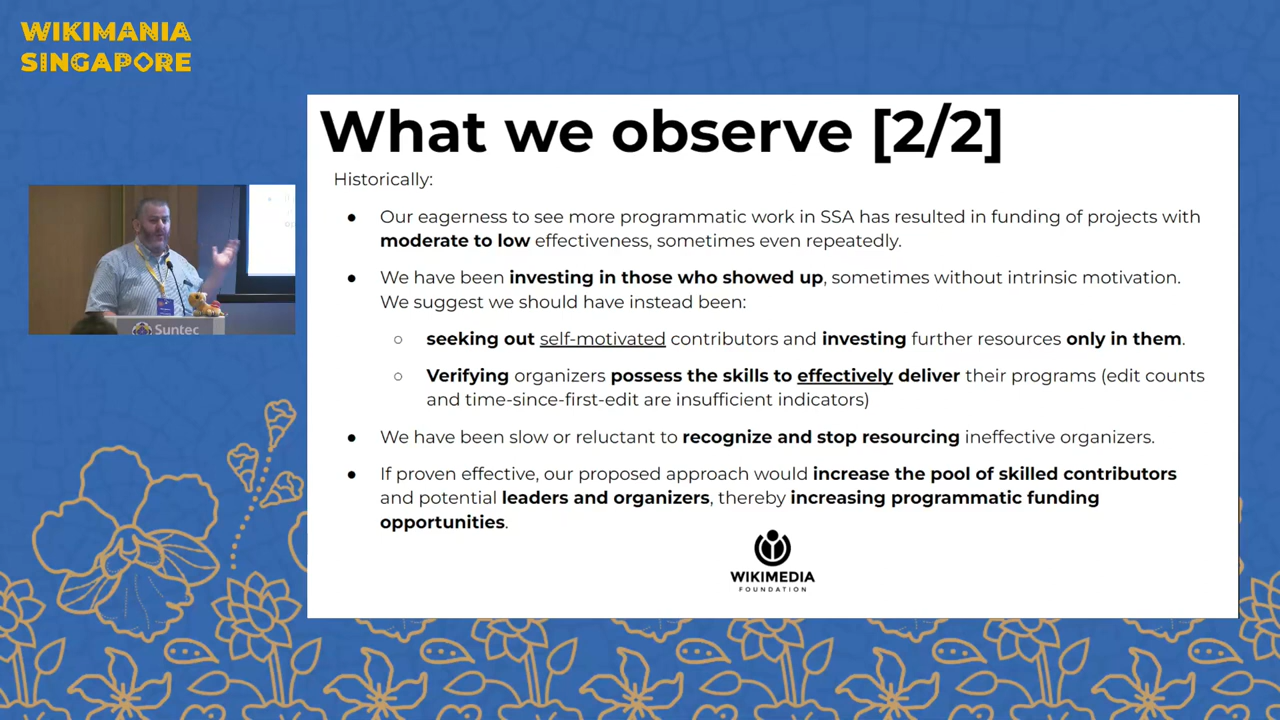 WIKIMANIA
SINGAPORE
What we observe [2/2]
Historically:
● Our eagerness to see more programmatic work in SSA has resulted in funding of projects with
moderate to low effectiveness, sometimes even repeatedly.
● We have been investing in those who showed up, sometimes without intrinsic motivation.
We suggest we should have instead been:
○ seeking out self-motivated contributors and investing further resources only in them.
○ Verifying organizers possess the skills to effectively deliver their programs (edit counts
and time-since-first-edit are insufficient indicators)
● We have been slow or reluctant to recognize and stop resourcing ineffective organizers.
● If proven effective, our proposed approach would increase the pool of skilled contributors
and potential leaders and organizers, thereby increasing programmatic funding
opportunities.
WIKIMEDIA
FOUNDATION
Suntec